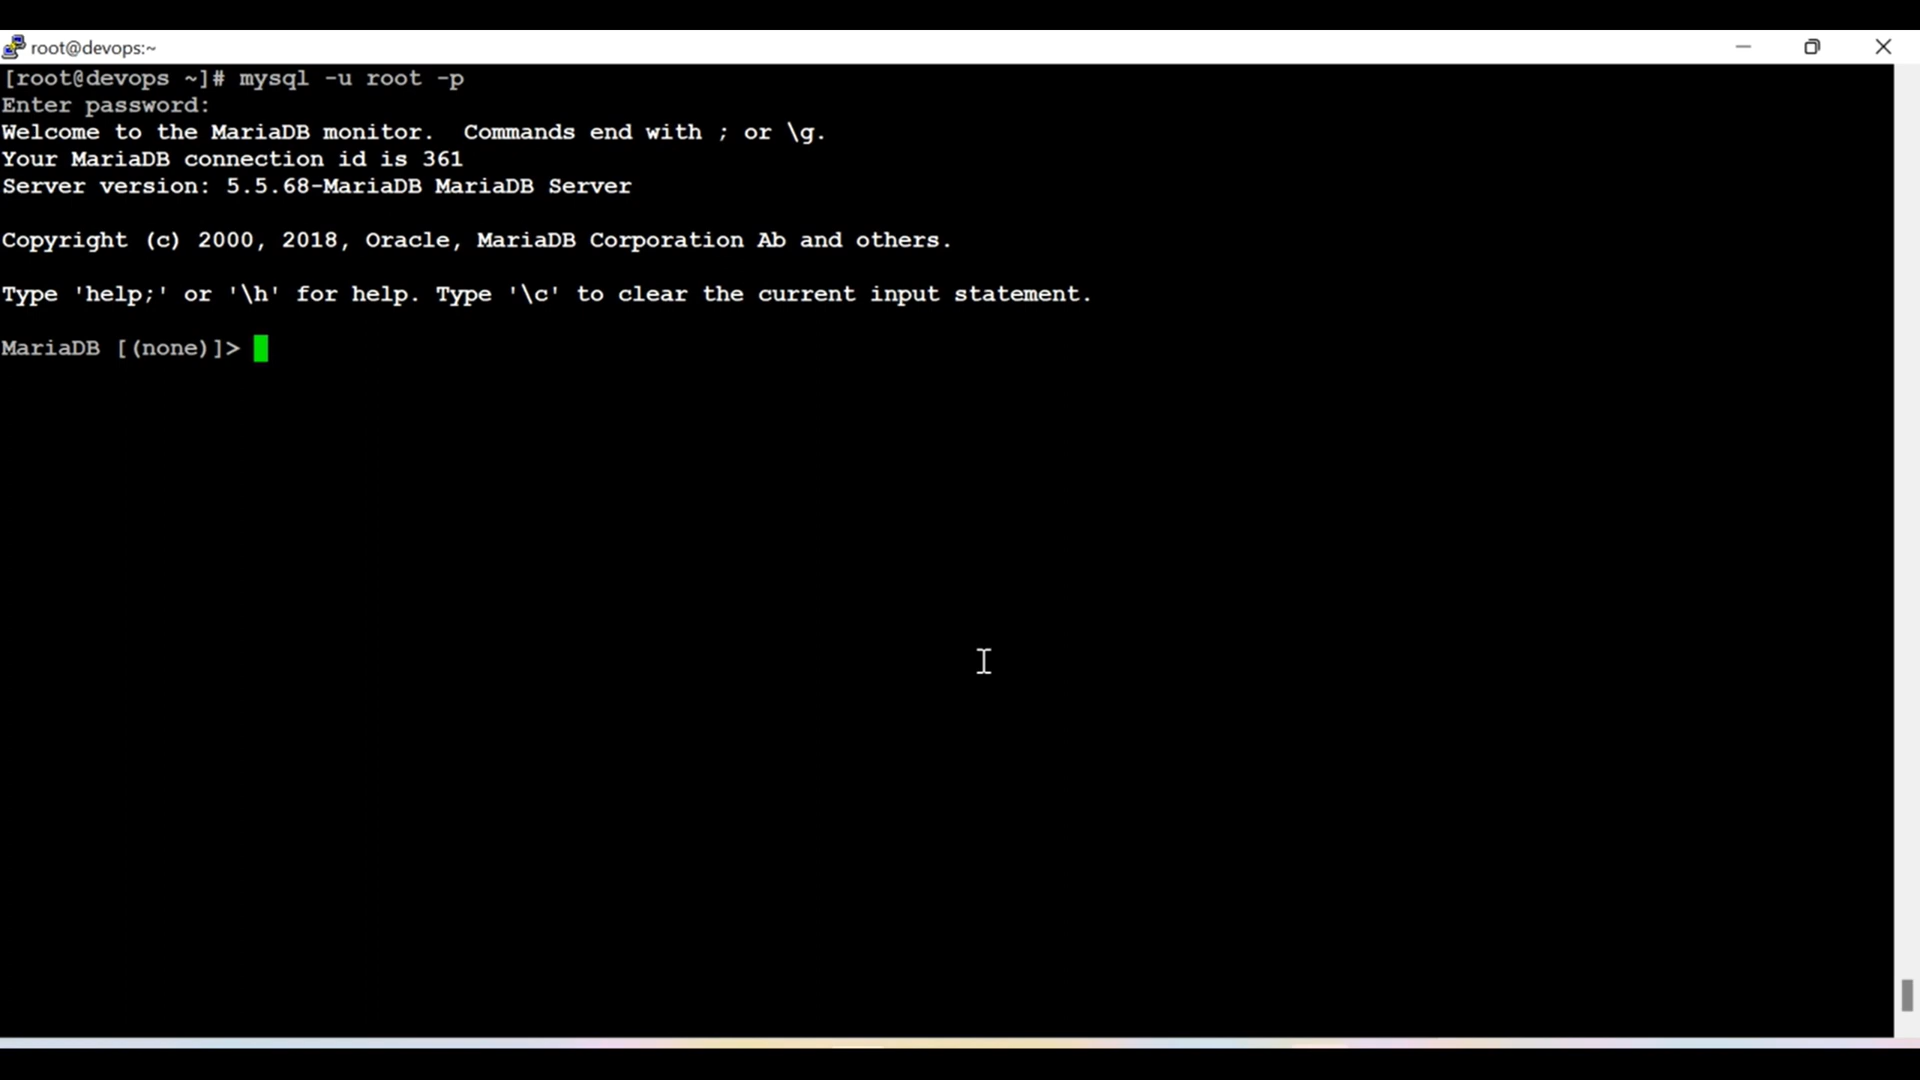 root@devops:~
[root@devops ~]# mysql -u root -p
Enter password:
Welcome to the MariaDB monitor.  Commands end with ; or \g.
Your MariaDB connection id is 361
Server version: 5.5.68-MariaDB MariaDB Server
Copyright (c) 2000, 2018, Oracle, MariaDB Corporation Ab and others.
Type 'help;' or '\h' for help. Type '\c' to clear the current input statement.
MariaDB [(none)]>